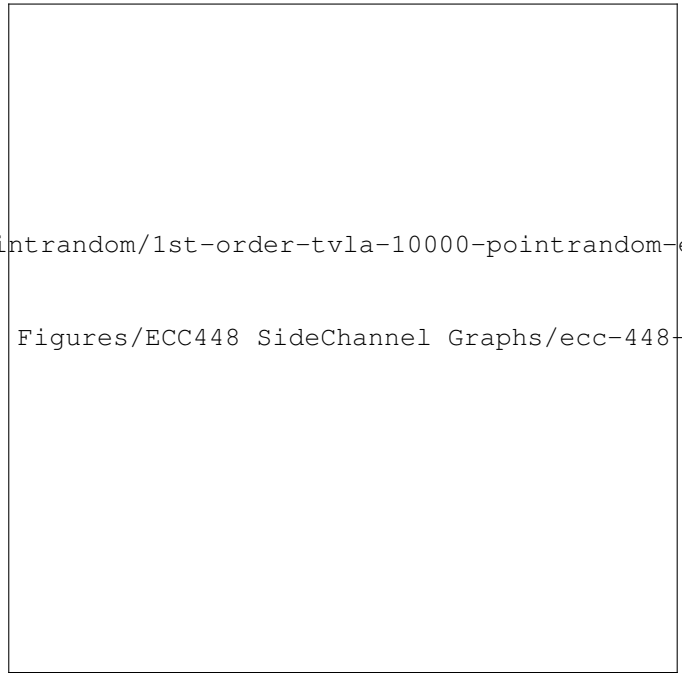 intrandom/1st-order-tvla-10000-pointrandom-e
Figures/ECC448 SideChannel Graphs/ecc-448-